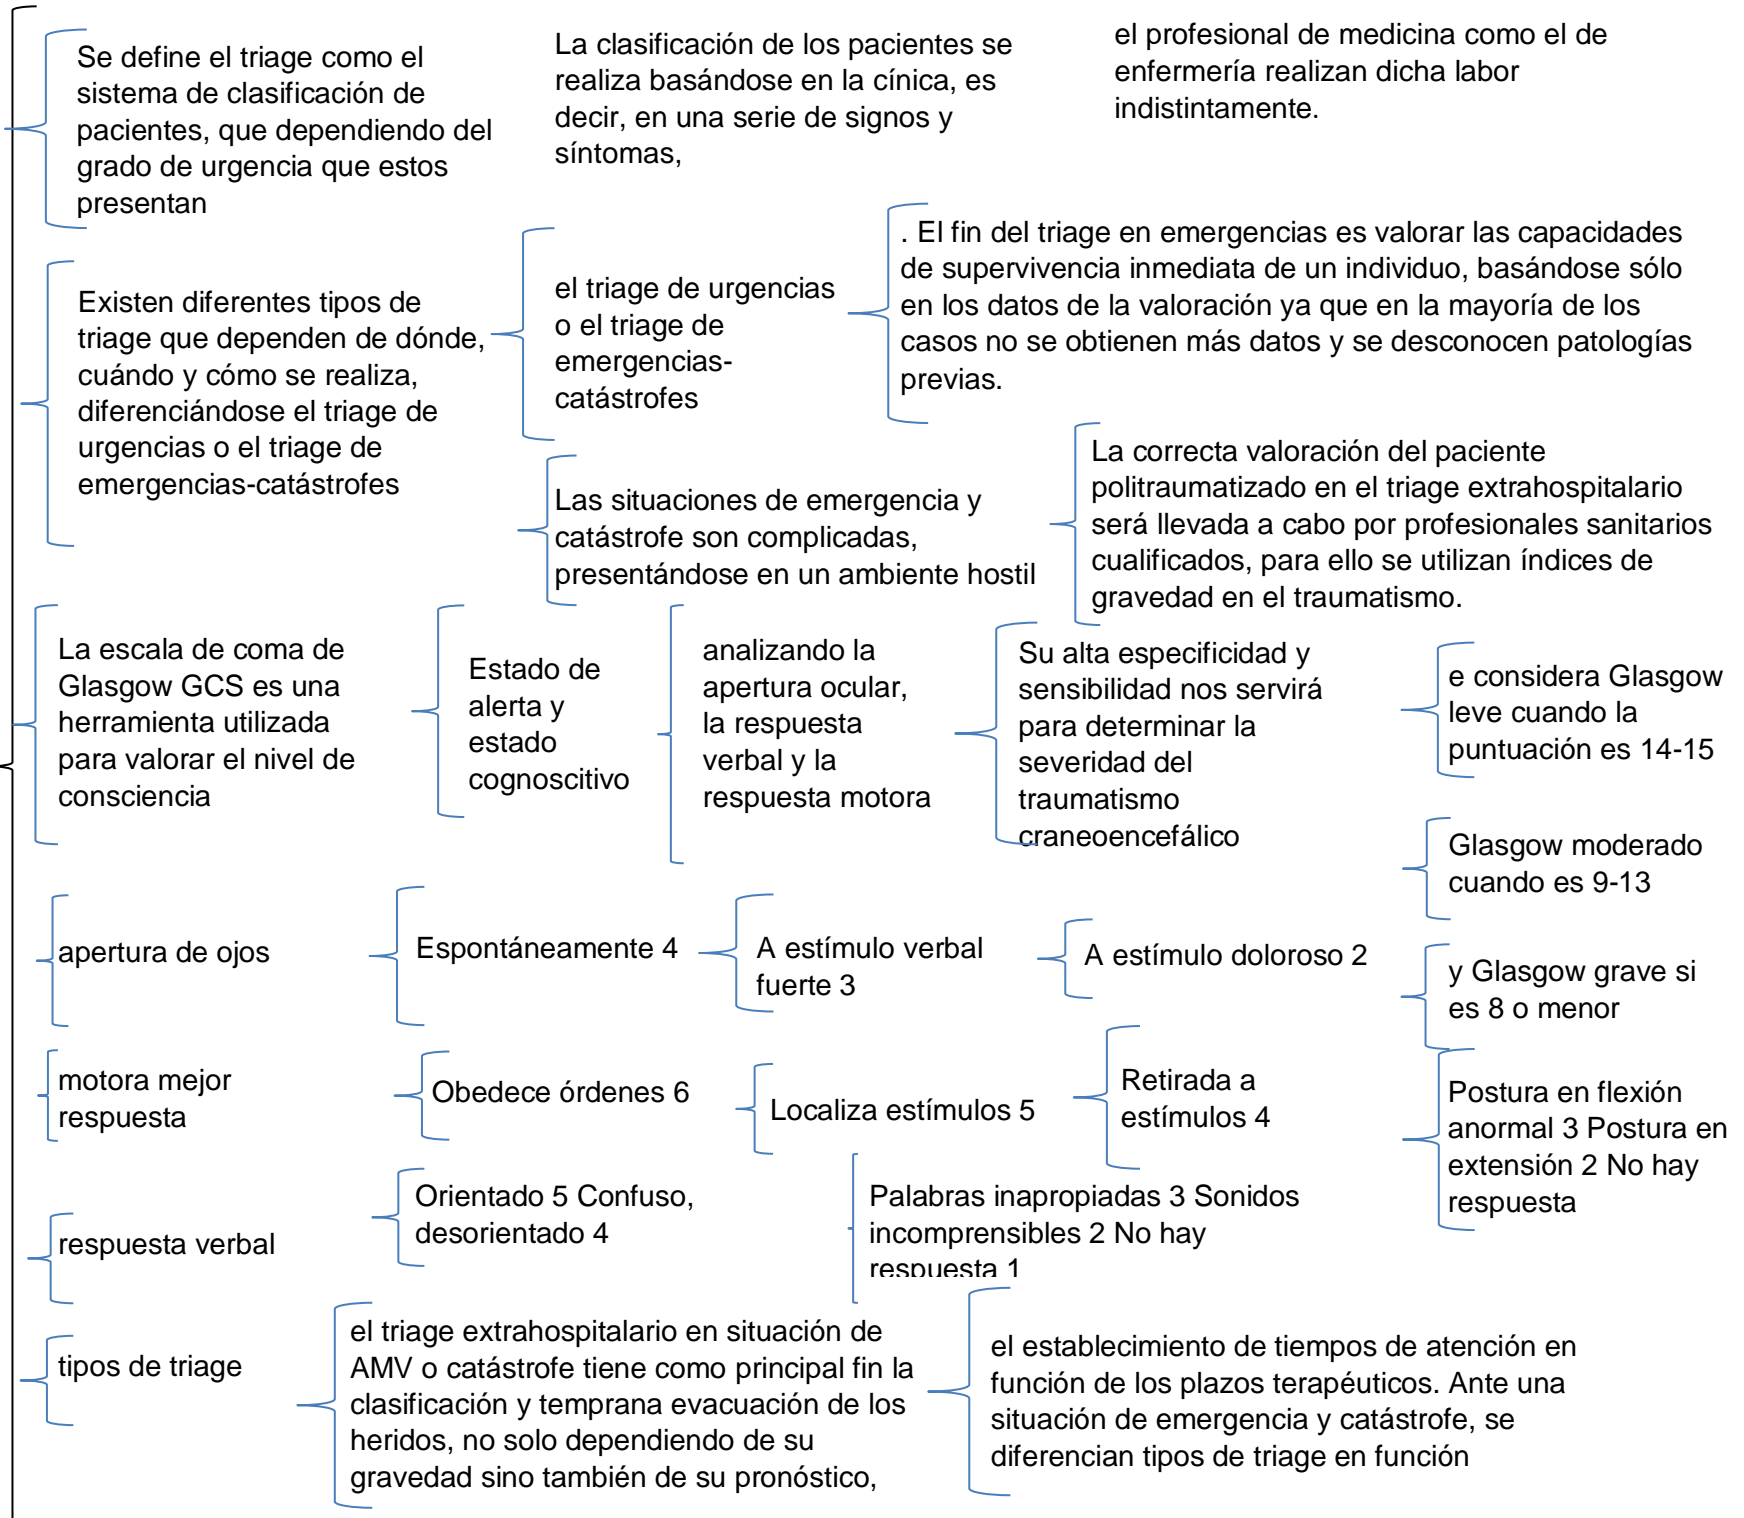 Se define el triage como el
sistema de clasificación de
pacientes, que dependiendo del
grado de urgencia que estos
presentan
La clasificación de los pacientes se
realiza basándose en la cínica, es
decir, en una serie de signos y
síntomas,
el profesional de medicina como el de
enfermería realizan dicha labor
indistintamente.
Existen diferentes tipos de
triage que dependen de dónde,
cuándo y cómo se realiza,
diferenciándose el triage de
urgencias o el triage de
emergencias-catástrofes
el triage de urgencias
o el triage de
emergencias-
catástrofes
. El fin del triage en emergencias es valorar las capacidades
de supervivencia inmediata de un individuo, basándose sólo
en los datos de la valoración ya que en la mayoría de los
casos no se obtienen más datos y se desconocen patologías
previas.
Las situaciones de emergencia y
catástrofe son complicadas,
presentándose en un ambiente hostil
La correcta valoración del paciente
politraumatizado en el triage extrahospitalario
será llevada a cabo por profesionales sanitarios
cualificados, para ello se utilizan índices de
gravedad en el traumatismo.
La escala de coma de
Glasgow GCS es una
herramienta utilizada
para valorar el nivel de
consciencia
Estado de
alerta y
estado
cognoscitivo
analizando la
apertura ocular,
la respuesta
verbal y la
respuesta motora
Su alta especificidad y
sensibilidad nos servirá
para determinar la
severidad del
traumatismo
craneoencefálico
e considera Glasgow
leve cuando la
puntuación es 14-15
Glasgow moderado
cuando es 9-13
y Glasgow grave si
es 8 o menor
apertura de ojos
Espontáneamente 4
A estímulo verbal
fuerte 3
A estímulo doloroso 2
motora mejor
respuesta
Obedece órdenes 6
Localiza estímulos 5
Retirada a
estímulos 4
Postura en flexión
anormal 3 Postura en
extensión 2 No hay
respuesta
respuesta verbal
Orientado 5 Confuso,
desorientado 4
Palabras inapropiadas 3 Sonidos
incomprensibles 2 No hay
respuesta 1
tipos de triage
el triage extrahospitalario en situación de
AMV o catástrofe tiene como principal fin la
clasificación y temprana evacuación de los
heridos, no solo dependiendo de su
gravedad sino también de su pronóstico,
el establecimiento de tiempos de atención en
función de los plazos terapéuticos. Ante una
situación de emergencia y catástrofe, se
diferencian tipos de triage en función